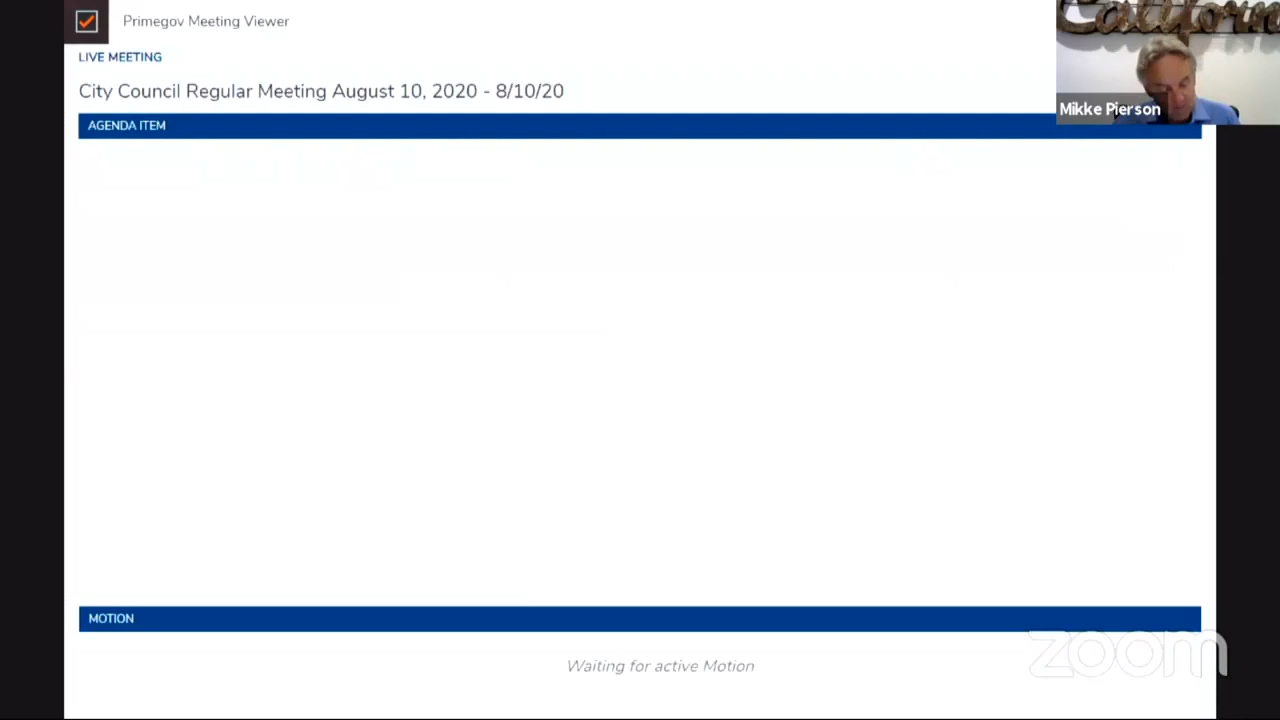 Primegov Meeting Viewer
LIVE MEETING
City Council Regular Meeting August 10, 2020 - 8/10/20
AGENDA ITEM
Californ
Mikke Pierson
MOTION
Waiting for active Motion
zoom